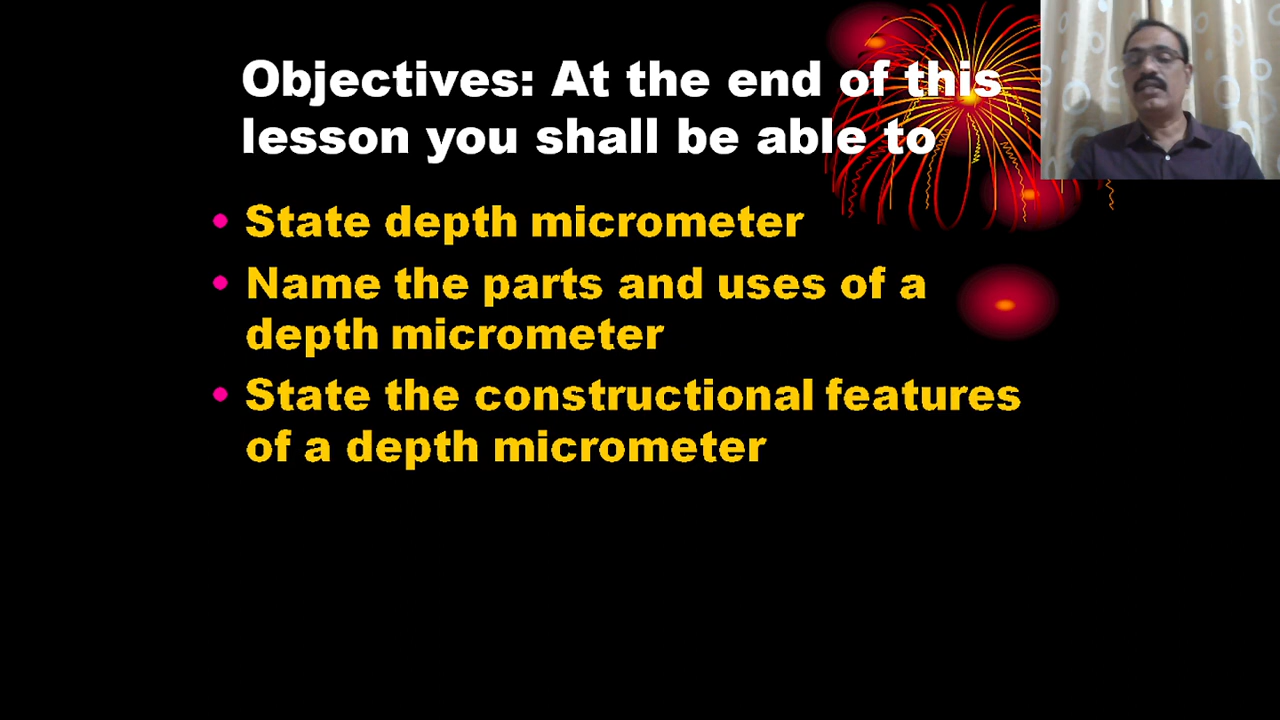 Objectives: At the end of this
lesson you shall be able to
• State depth micrometer
• Name the parts and uses of a
depth micrometer
• State the constructional features
of a depth micrometer